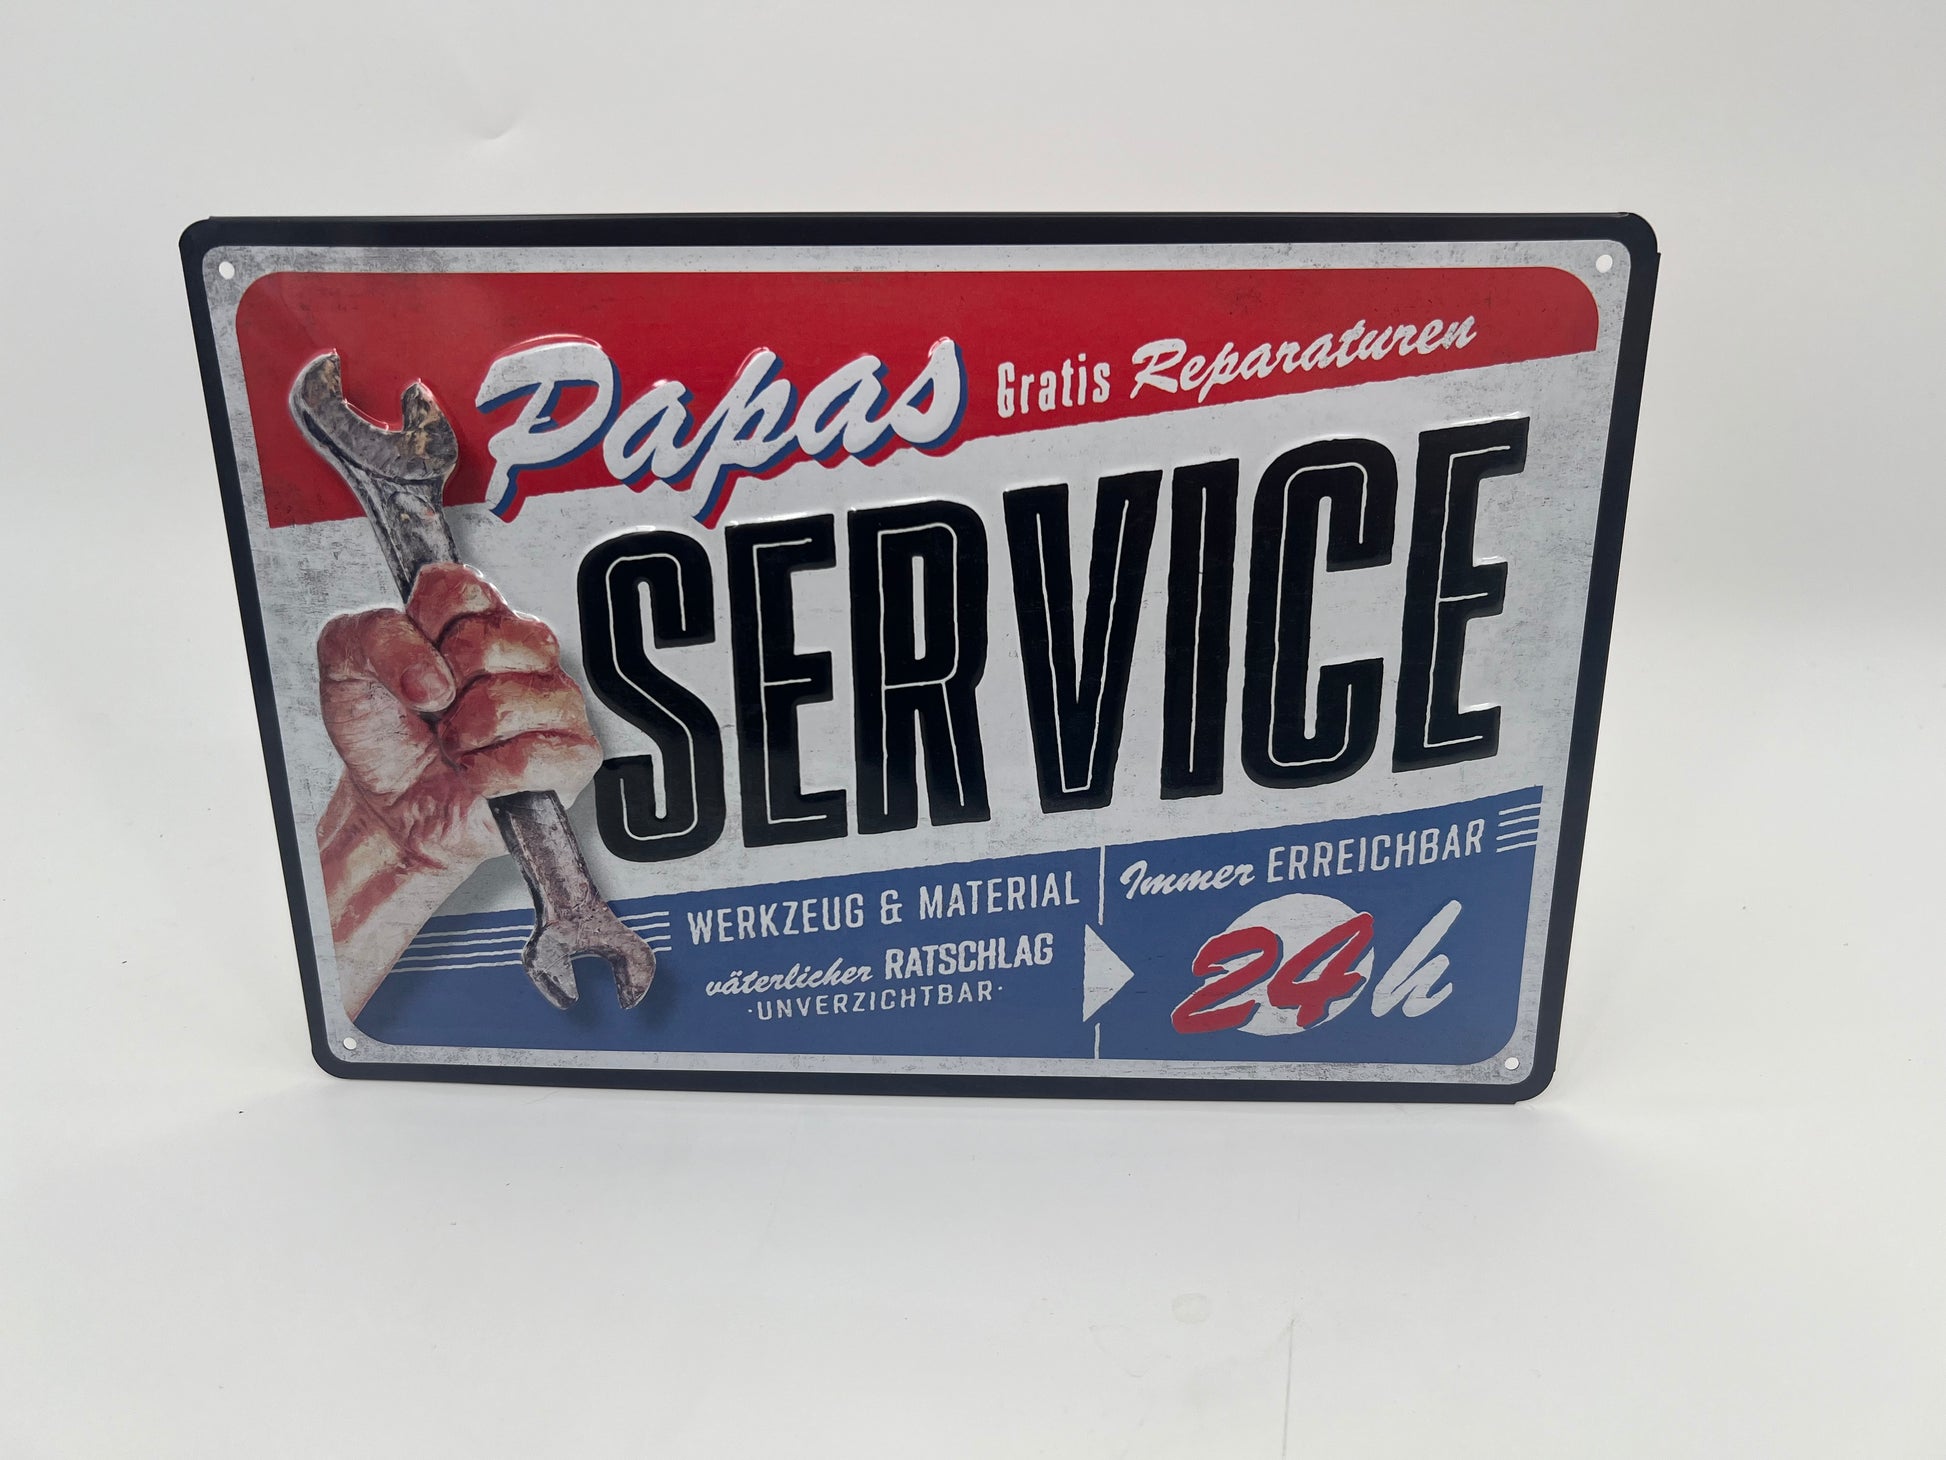 Papas Gratis Reparaturen
SERVICE
WERKZEUG & MATERIAL
väterlicher RATSCHLAG
·UNVERZICHTBAR·
Immer ERREICHBAR
24h